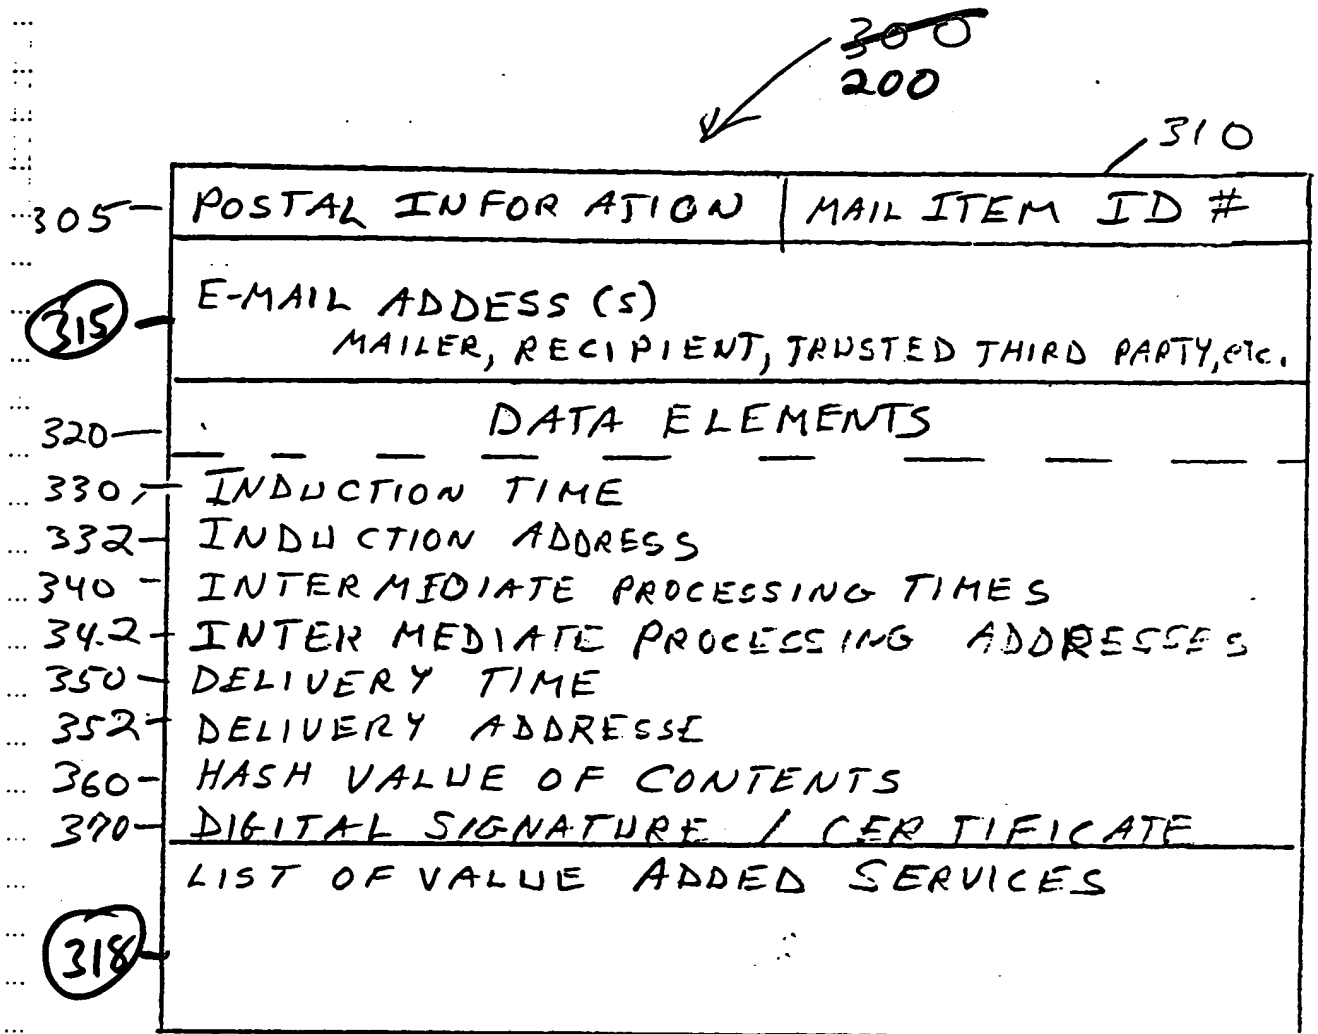 300
200
310
305 POSTAL INFOR ATION MAIL ITEM ID #
315 E-MAIL ADDESS (S)
MAILER, RECIPIENT, TRUSTED THIRD PARTY, etc.
320 DATA ELEMENTS
330 INDUCTION TIME
332 INDUCTION ADDRESS
340 INTERMEDIATE PROCESSING TIMES
342 INTERMEDIATE PROCESSING ADDRESSES
350 DELIVERY TIME
352 DELIVERY ADDRESSE
360 HASH VALUE OF CONTENTS
370 DIGITAL SIGNATURE / CERTIFICATE
LIST OF VALUE ADDED SERVICES
318